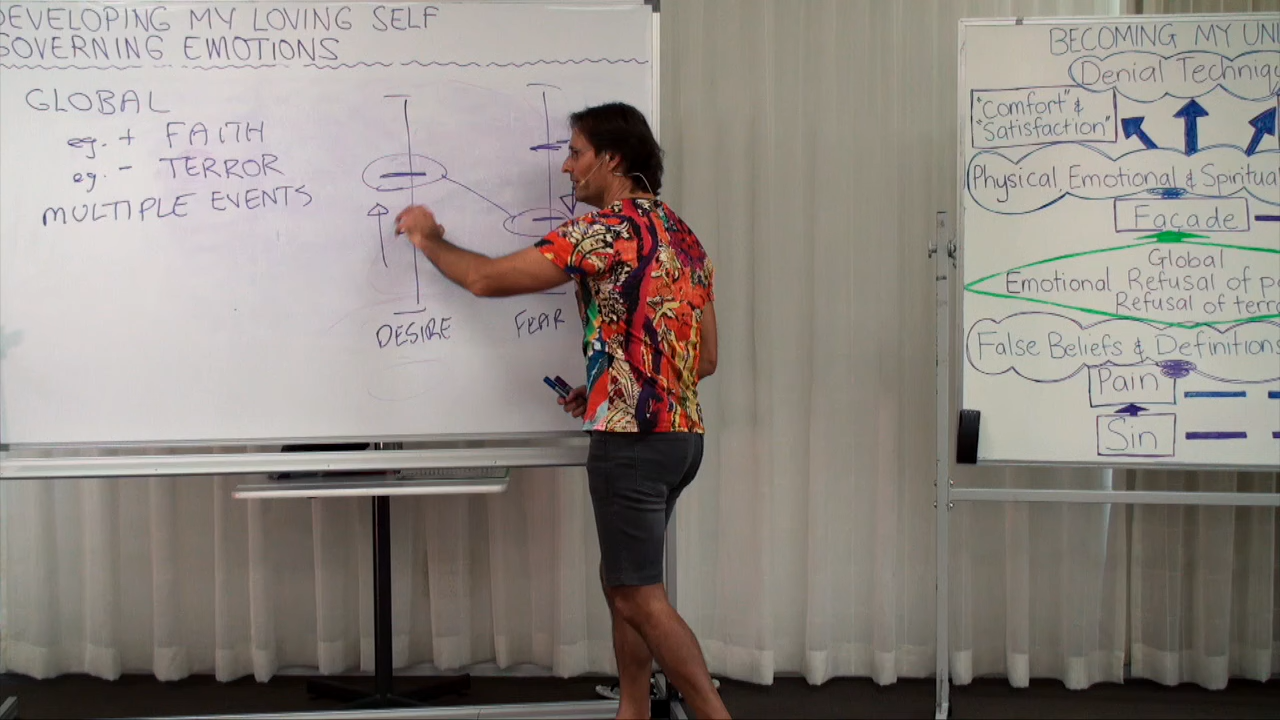 DEVELOPING MY LOVING SELF
GOVERNING EMOTIONS
GLOBAL
eg. + FAITH
eg. - TERROR
MULTIPLE EVENTS
DESIRE
FEAR
BECOMING MY
Denial
"Comfort" &
"Satisfaction"
Physical, Emotional &
Façade
Global
Emotional Refusal of
Refusal of
False Beliefs & Definitions
Pain
Sin